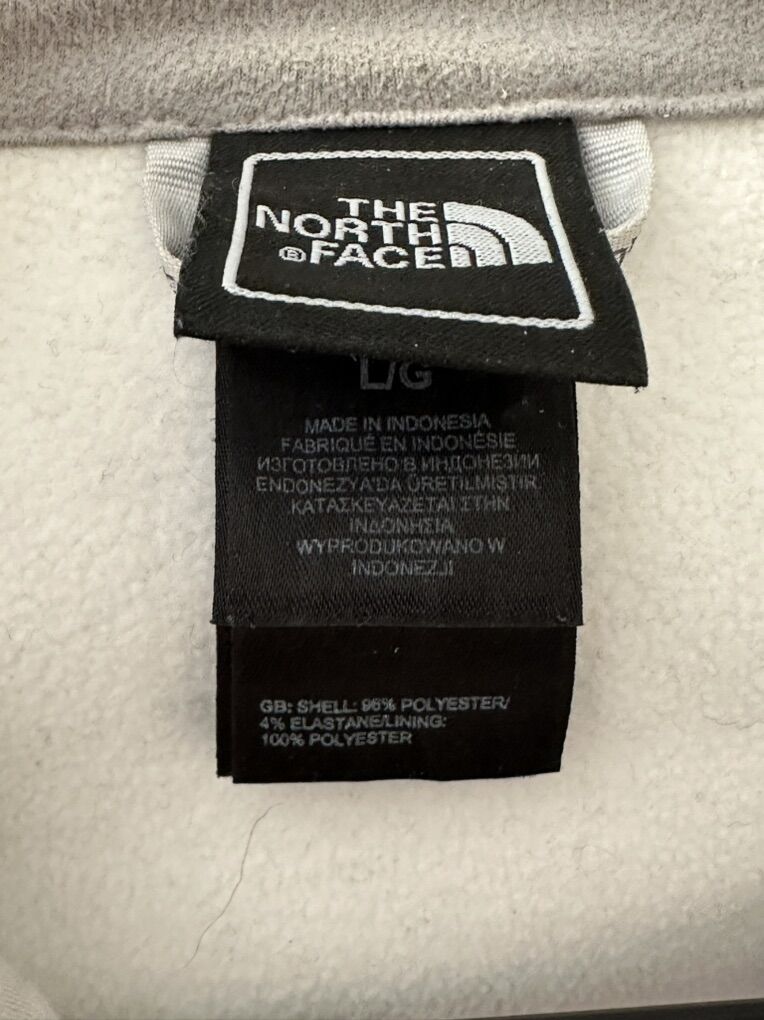 THE
NORTH
® FACE
L/G
MADE IN INDONESIA
FABRIQUÉ EN INDONÉSIE
ИЗГОТОВЛЕНО В ИНДОНЕЗИИ
ENDONEZYA'DA ÜRETILMISTIR
ΚΑΤΑΣΚΕΥΑΖΕΤΑΙ ΣΤΗΝ
ΙΝΔΟΝΗΣΙΑ
WYPRODUKOWANO W
INDONEZJI
GB: SHELL: 96% POLYESTER/
4% ELASTANE/LINING:
100% POLYESTER